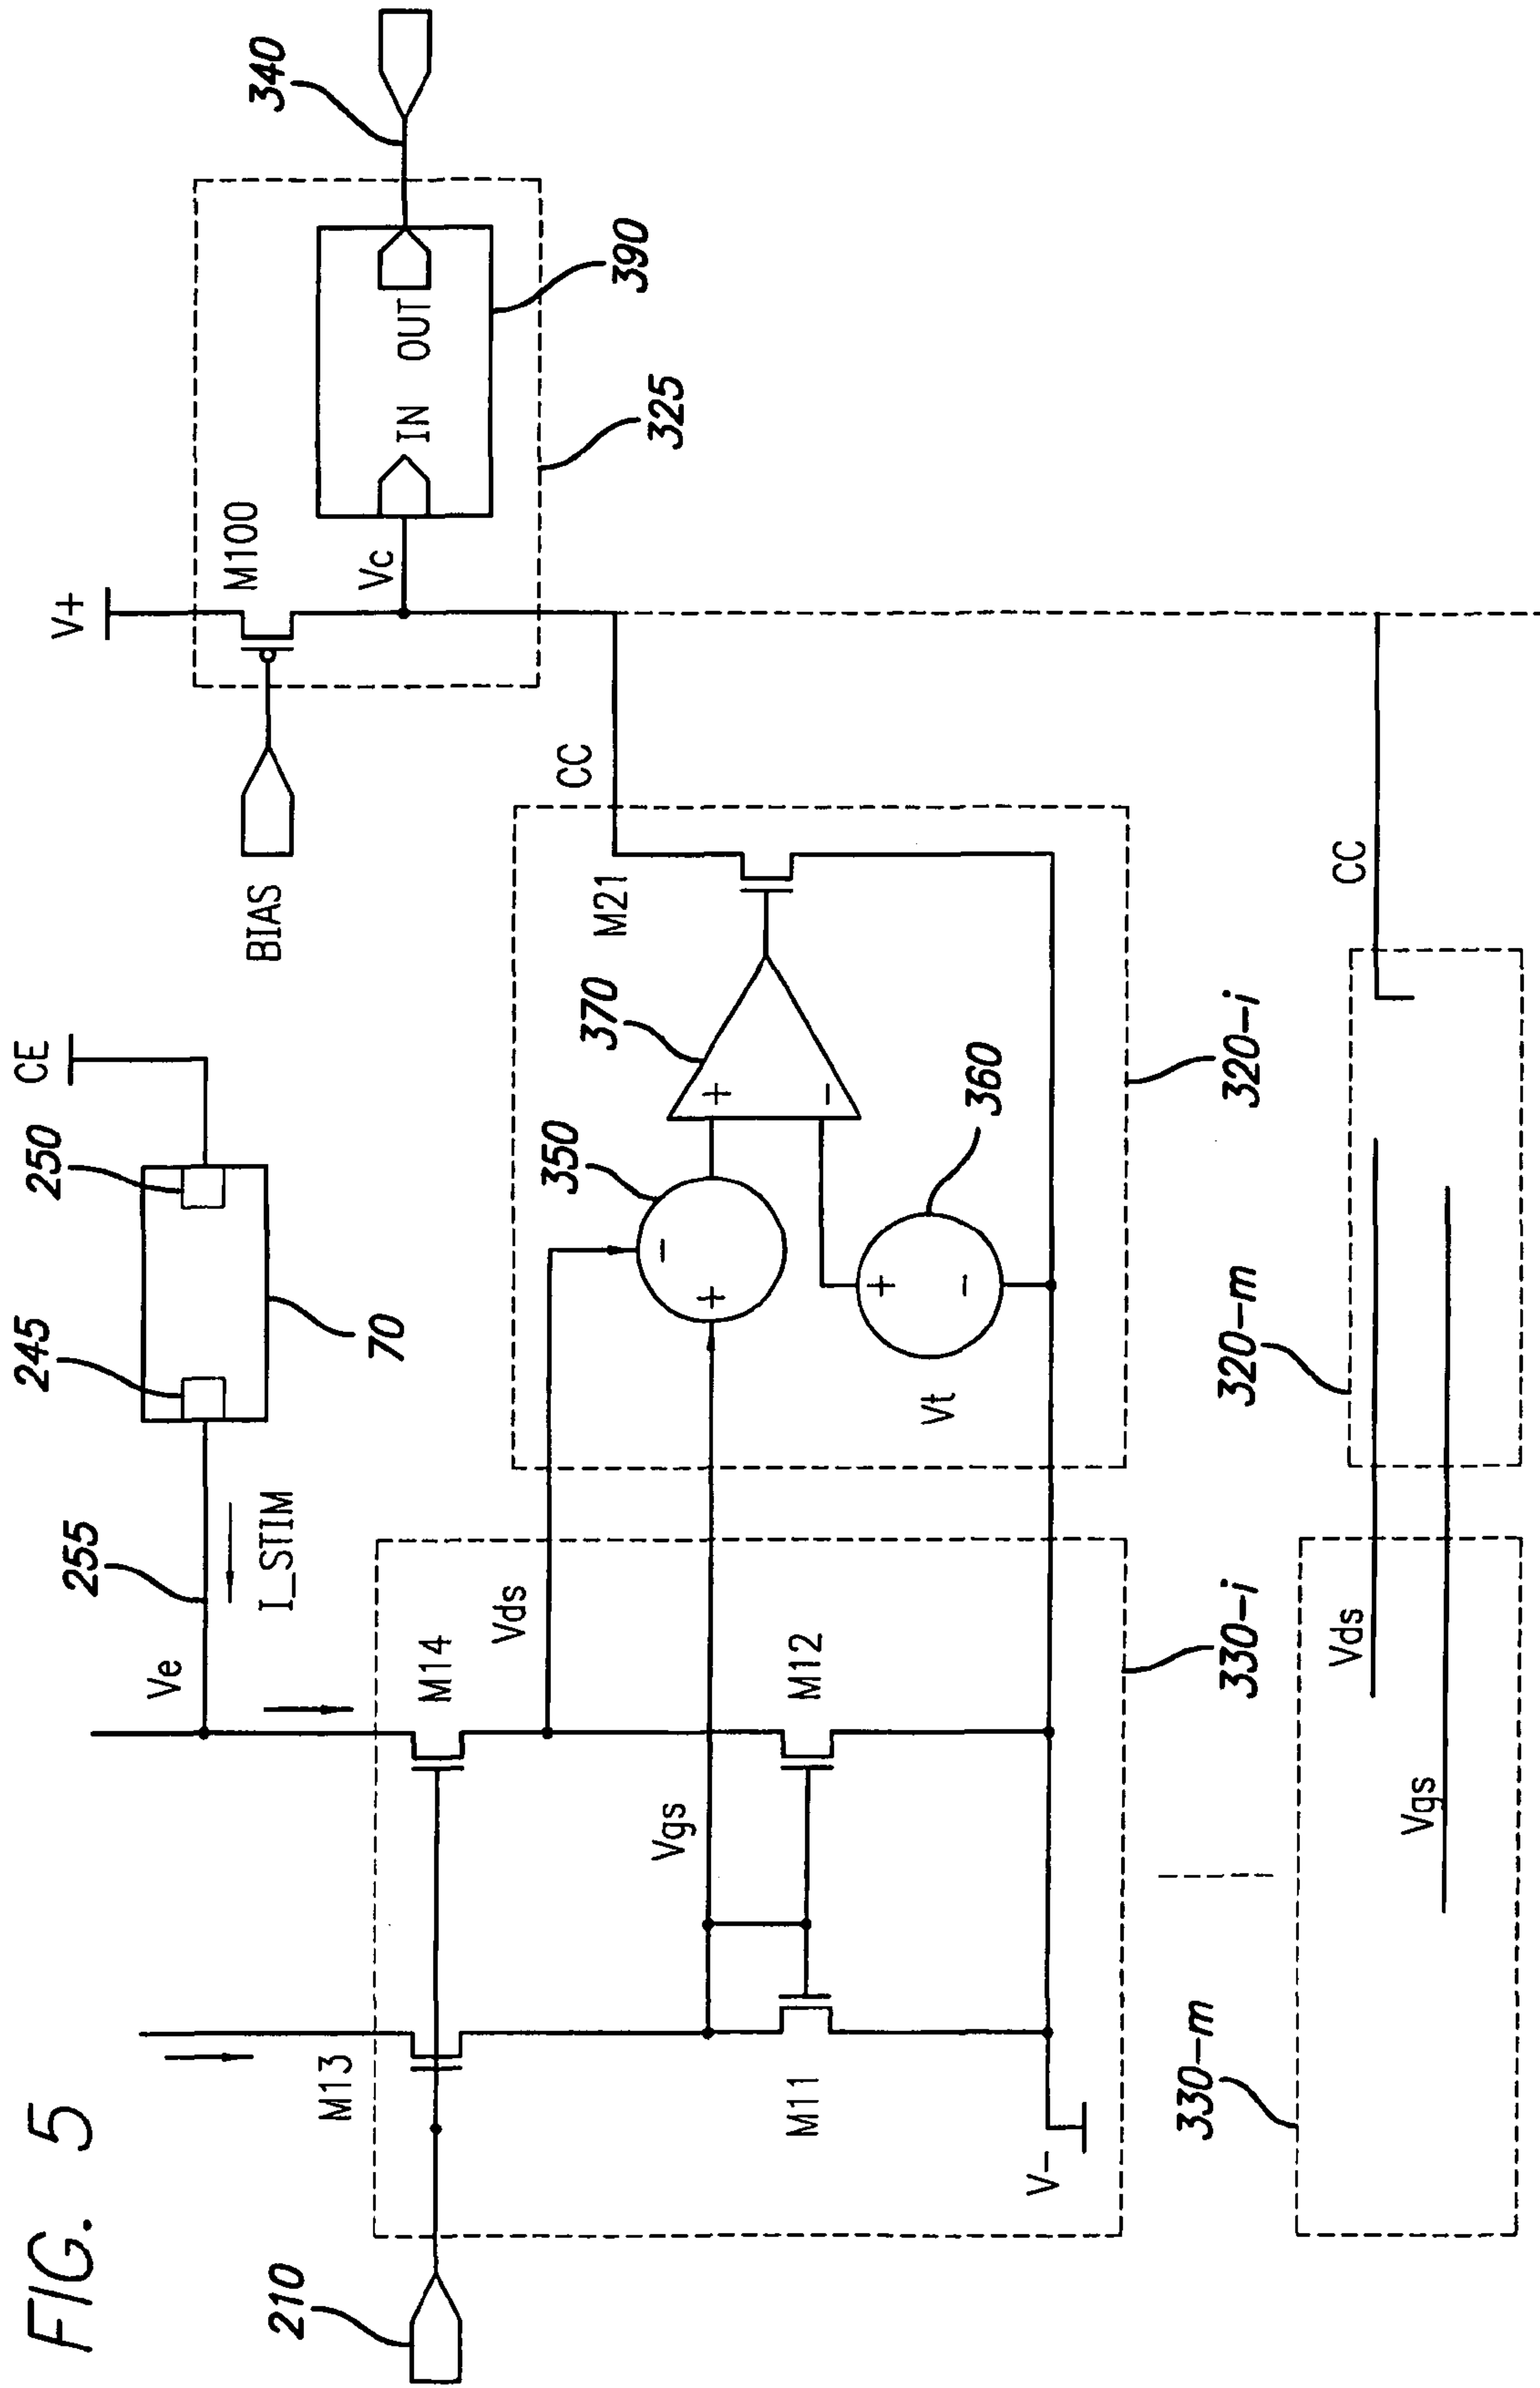 FIG. 5
210
M13
M14
Ve
255
I_STIM
245
250
70
CE
V+
BIAS
M100
Vc
IN OUT
390
325
340
Vgs
Vds
M11
M12
V-
330-i
350
-
+
360
+
-
Vt
370
+
-
M21
CC
320-i
330-m
Vds
Vgs
320-m
CC